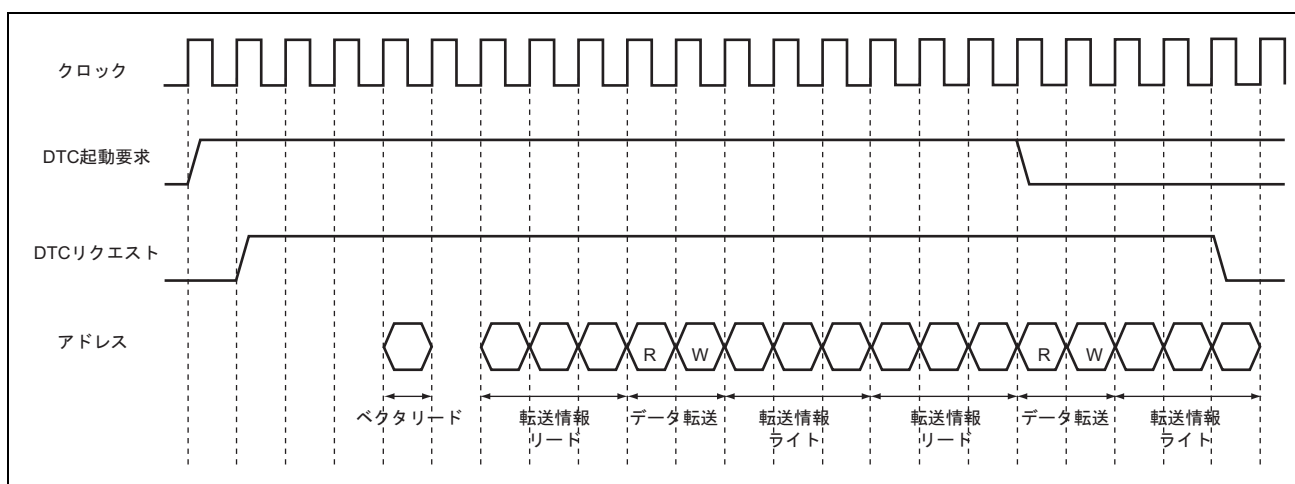 クロック
DTC起動要求
DTCリクエスト
アドレス
R
W
R
W
ベクタリード
転送情報
リード
データ転送
転送情報
ライト
転送情報
リード
データ転送
転送情報
ライト